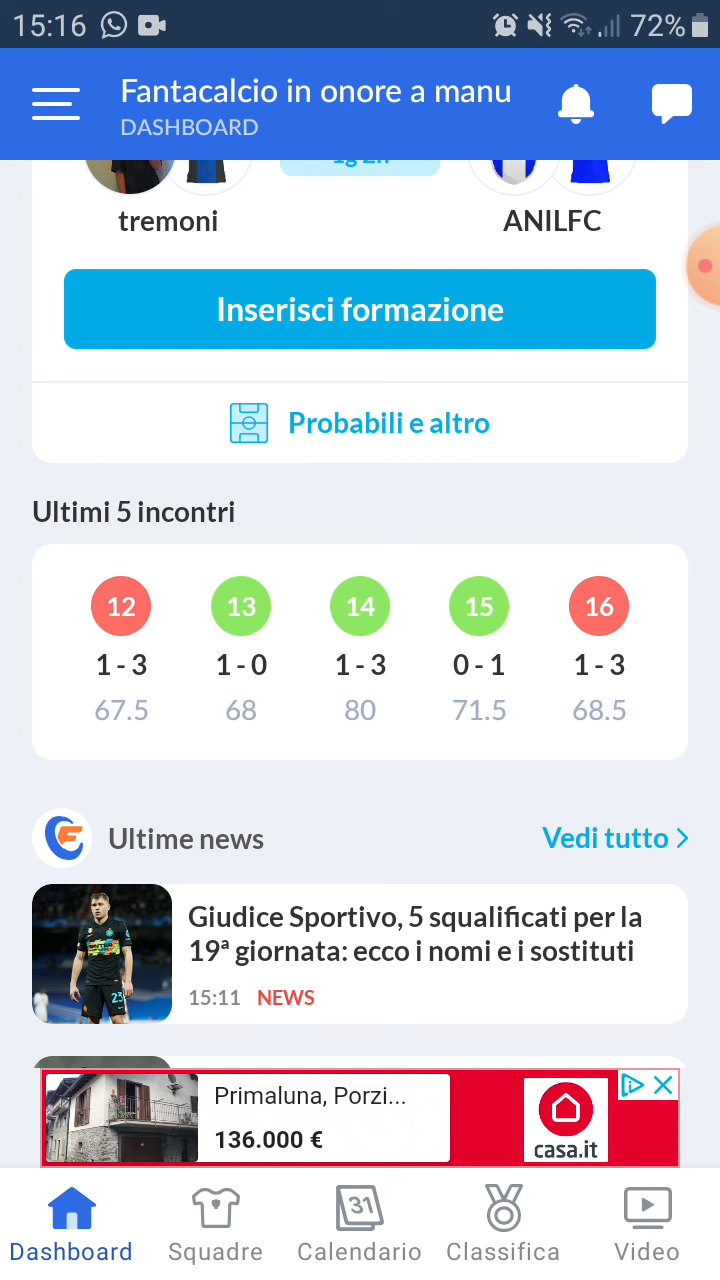 15:16
72%
Fantacalcio in onore a manu
DASHBOARD
tremoni
ANILFC
Inserisci formazione
Probabili e altro
Ultimi 5 incontri
12 13 14 15 16
1 - 3 1 - 0 1 - 3 0 - 1 1 - 3
67.5 68 80 71.5 68.5
Ultime news
Vedi tutto
Giudice Sportivo, 5 squalificati per la
19ª giornata: ecco i nomi e i sostituti
15:11 NEWS
23
Primaluna, Porzi...
136.000 €
casa.it
31
Dashboard Squadre Calendario Classifica Video